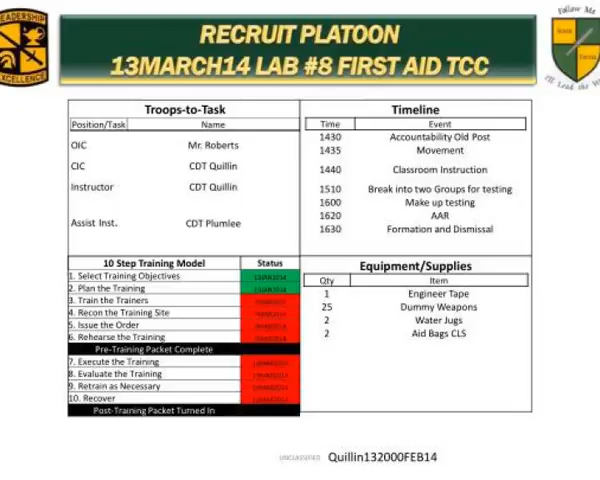 LEADERSHIP
EXCELLENCE
Follow Me
RECRUIT PLATOON
13MARCH14 LAB #8 FIRST AID TCC
Troops-to-Task
Position/Task Name
OIC Mr. Roberts
CIC CDT Quillin
Instructor CDT Quillin
Assist Inst. CDT Plumlee
Timeline
Time Event
1430 Accountability Old Post
1435 Movement
1440 Classroom Instruction
1510 Break into two Groups for testing
1600 Make up testing
1620 AAR
1630 Formation and Dismissal
10 Step Training Model Status
1. Select Training Objectives
2. Plan the Training
3. Train the Trainers
4. Recon the Training Site
5. Issue the Order
6. Rehearse the Training
Pre-Training Packet Complete
7. Execute the Training
8. Evaluate the Training
9. Retrain as Necessary
10. Recover
Post-Training Packet Turned In
Equipment/Supplies
Qty Item
1 Engineer Tape
25 Dummy Weapons
2 Water Jugs
2 Aid Bags CLS
UNCLASSIFIED Quillin132000FEB14